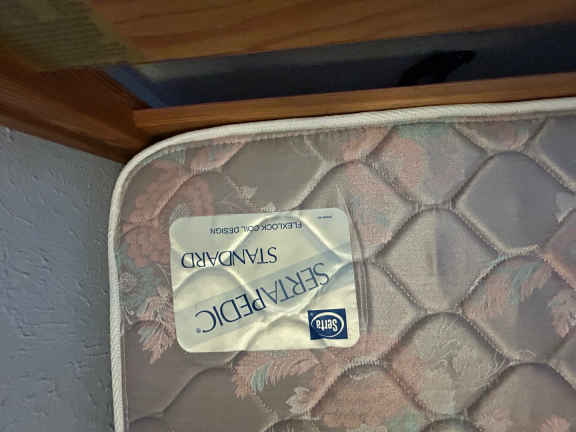 Serta
SERTAPEDIC®
STANDARD
FLEXLOCK COIL DESIGN